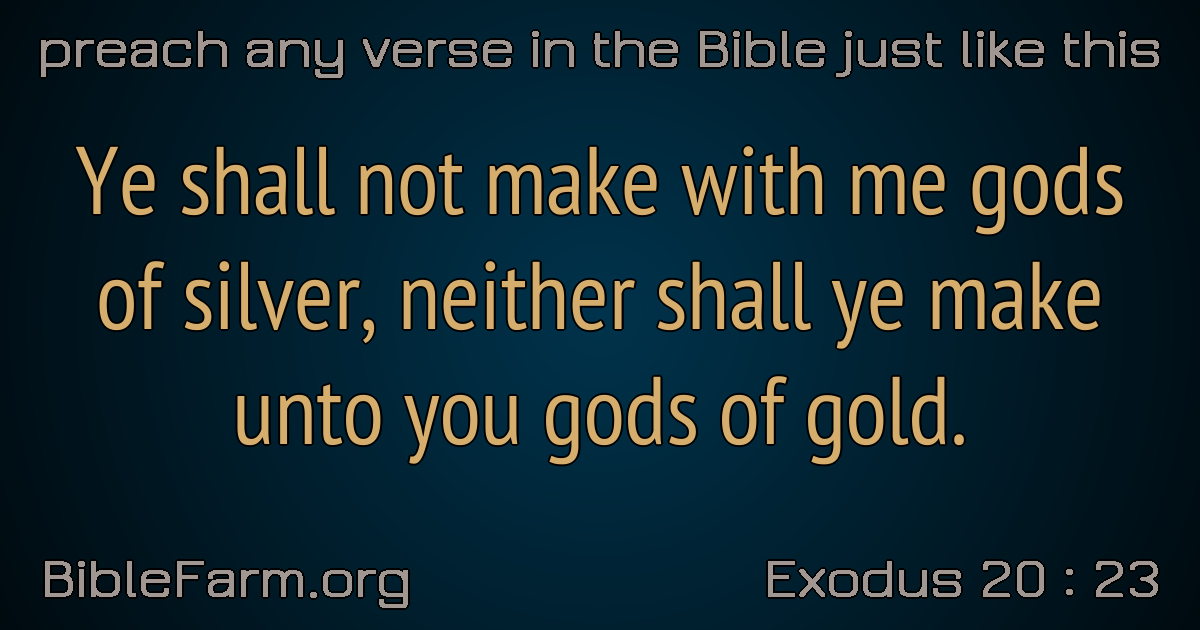 preach any verse in the Bible just like this
Ye shall not make with me gods
of silver, neither shall ye make
unto you gods of gold.
BibleFarm.org
Exodus 20 : 23